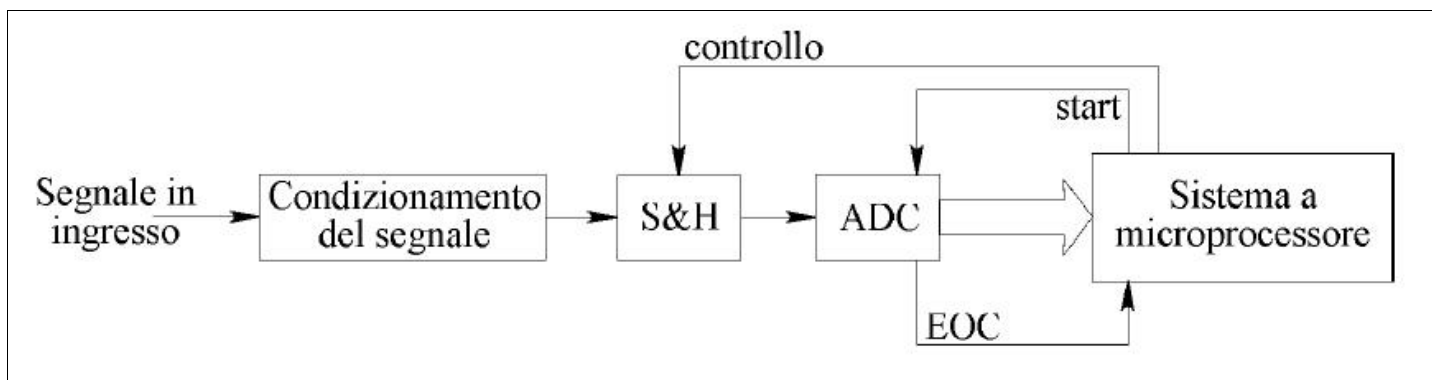 controllo
start
Segnale in
ingresso
Condizionamento
del segnale
S&H
ADC
Sistema a
microprocessore
EOC